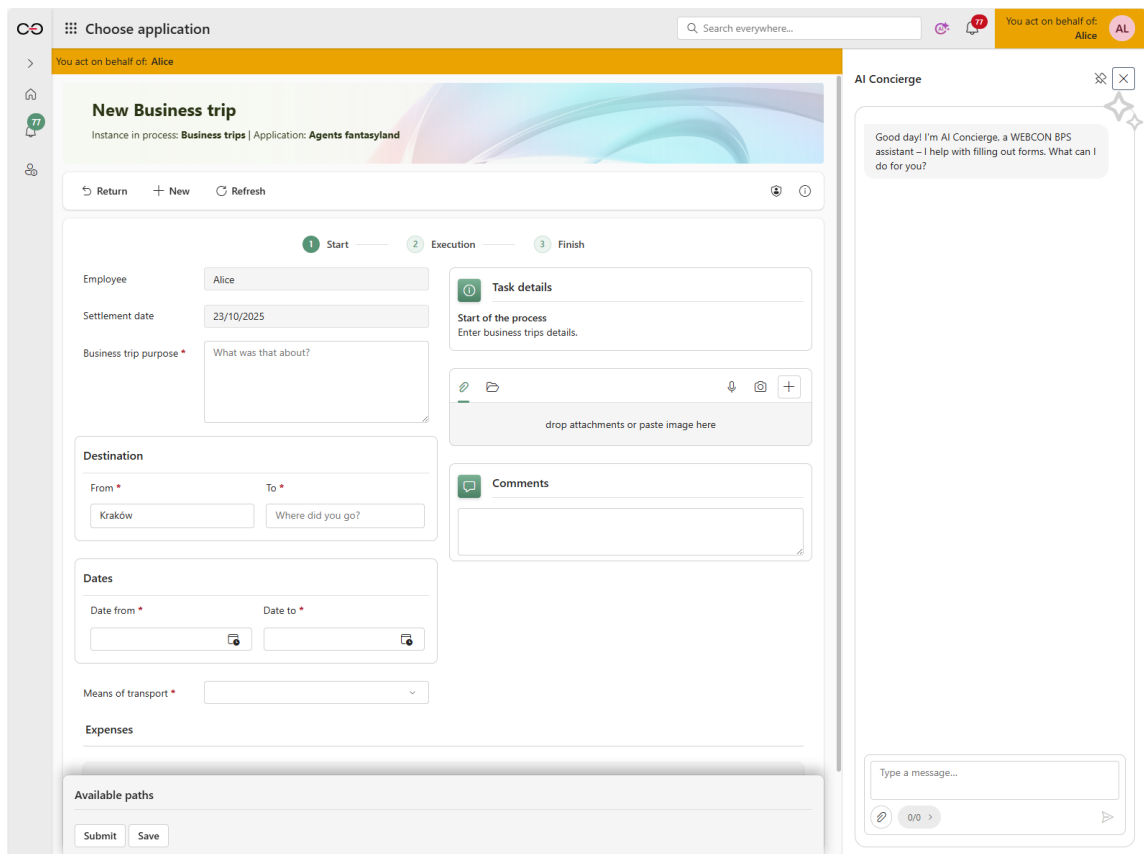 Choose application
Search everywhere...
77
You act on behalf of:
Alice
AL
You act on behalf of: Alice
77
New Business trip
Instance in process: Business trips | Application: Agents fantasyland
Return
New
Refresh
1 Start
2 Execution
3 Finish
Employee
Alice
Settlement date
23/10/2025
Business trip purpose *
What was that about?
Destination
From *
To *
Kraków
Where did you go?
Dates
Date from *
Date to *
Means of transport *
Expenses
Task details
Start of the process
Enter business trips details.
drop attachments or paste image here
Comments
Available paths
Submit
Save
AI Concierge
Good day! I'm AI Concierge, a WEBCON BPS
assistant – I help with filling out forms. What can I
do for you?
Type a message...
0/0